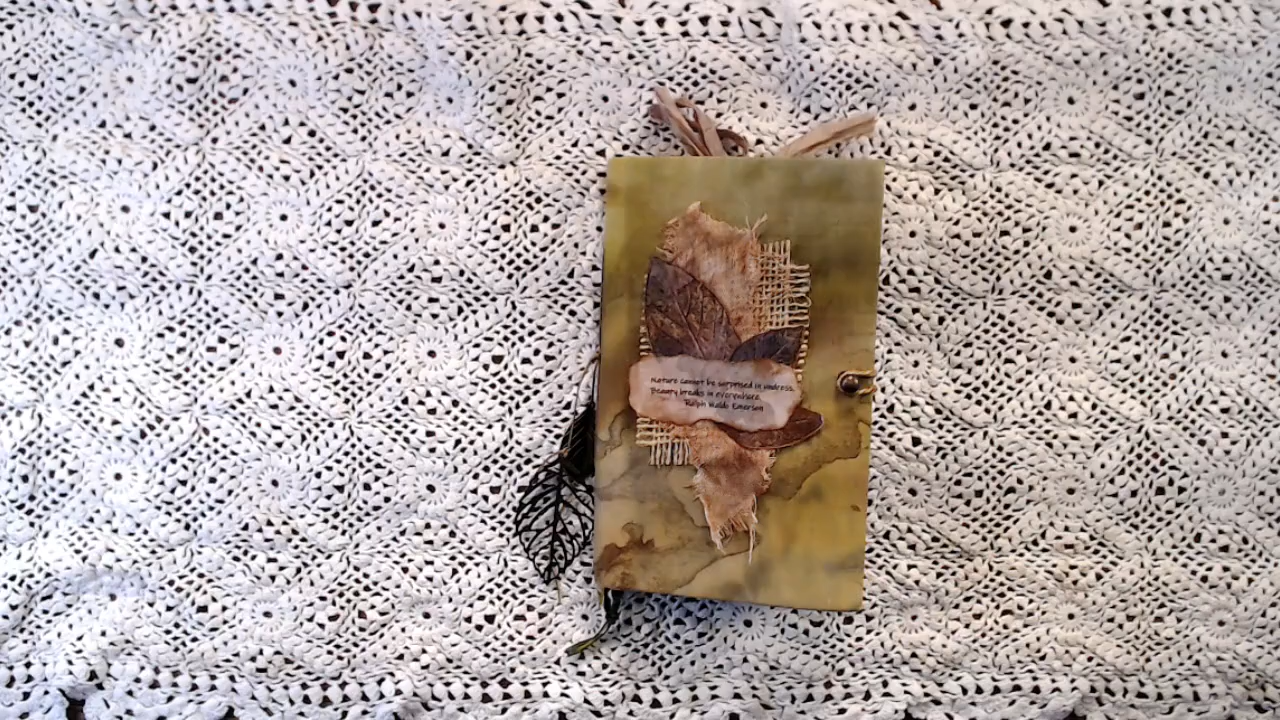 Nature cannot be surprised in undress.
Beauty breaks in everywhere.
Ralph Waldo Emerson